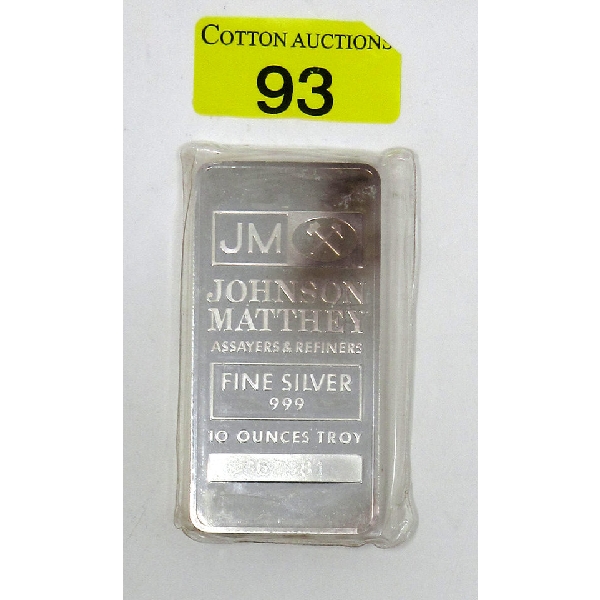 COTTON AUCTIONS
93
JM
JOHNSON
MATTHEY
ASSAYERS & REFINERS
FINE SILVER
999
10 OUNCES TROY